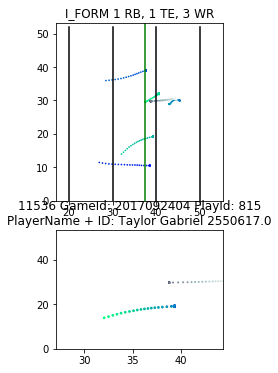 I_FORM 1 RB, 1 TE, 3 WR
50
40
30
20
10
0
20 30 40 50
11536 GameId: 2017092404 PlayId: 815
PlayerName + ID: Taylor Gabriel 2550617.0
40
20
0
30 40